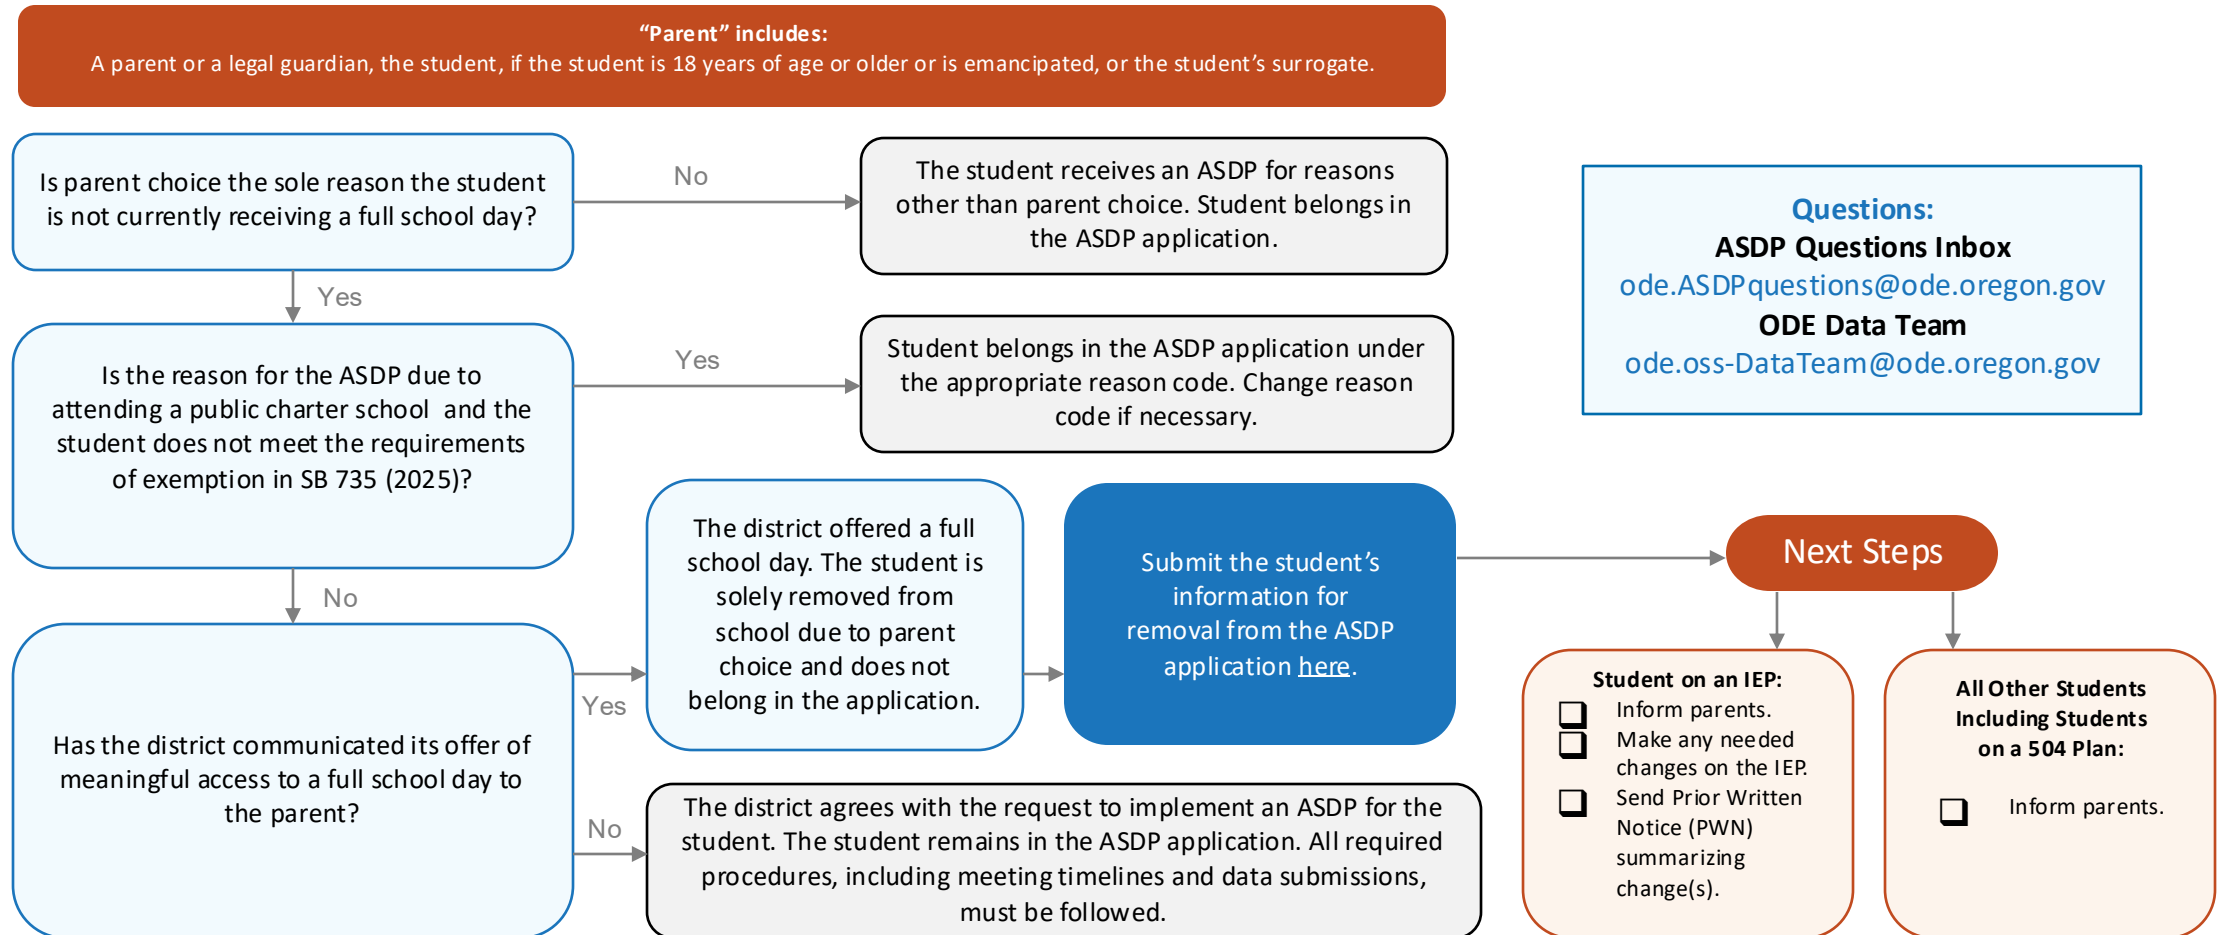 “Parent” includes:
A parent or a legal guardian, the student, if the student is 18 years of age or older or is emancipated, or the student’s surrogate.
Is parent choice the sole reason the student
is not currently receiving a full school day?
No
The student receives an ASDP for reasons
other than parent choice. Student belongs in
the ASDP application.
Questions:
ASDP Questions Inbox
ode.ASDPquestions@ode.oregon.gov
ODE Data Team
ode.oss-DataTeam@ode.oregon.gov
Yes
Is the reason for the ASDP due to
attending a public charter school and the
student does not meet the requirements
of exemption in SB 735 (2025)?
Yes
Student belongs in the ASDP application under
the appropriate reason code. Change reason
code if necessary.
No
Has the district communicated its offer of
meaningful access to a full school day to
the parent?
Yes
The district offered a full
school day. The student is
solely removed from
school due to parent
choice and does not
belong in the application.
Submit the student’s
information for
removal from the ASDP
application here.
No
The district agrees with the request to implement an ASDP for the
student. The student remains in the ASDP application. All required
procedures, including meeting timelines and data submissions,
must be followed.
Next Steps
Student on an IEP:
Inform parents.
Make any needed
changes on the IEP.
Send Prior Written
Notice (PWN)
summarizing
change(s).
All Other Students
Including Students
on a 504 Plan:
Inform parents.